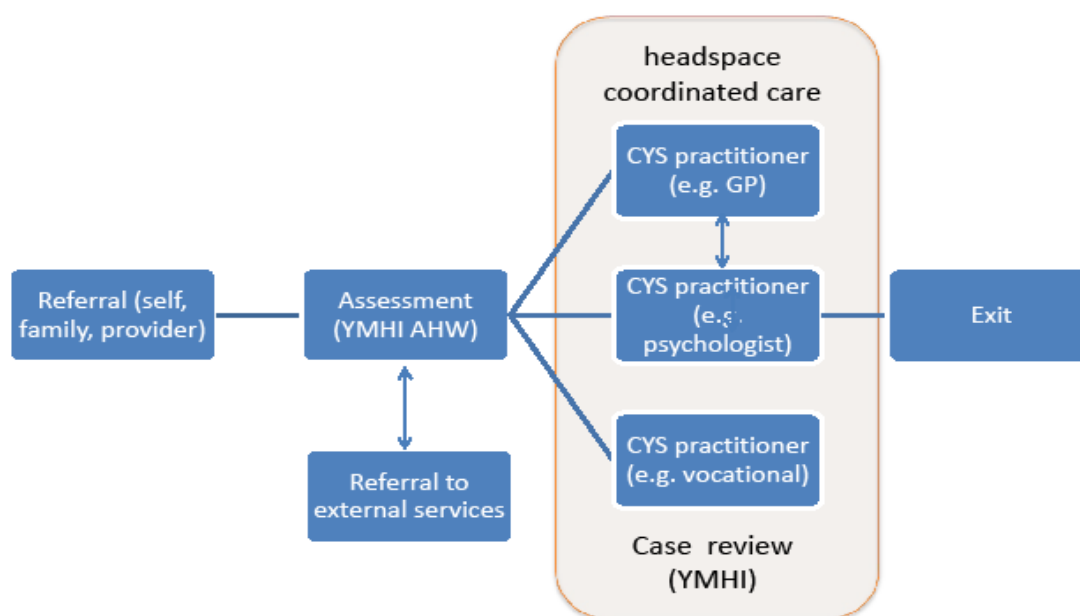 headspace
coordinated care
CYS practitioner
(e.g. GP)
Referral (self,
family, provider)
Assessment
(YMHI AHW)
CYS practitioner
(e.g.
psychologist)
Exit
Referral to
external services
CYS practitioner
(e.g. vocational)
Case review
(YMHI)